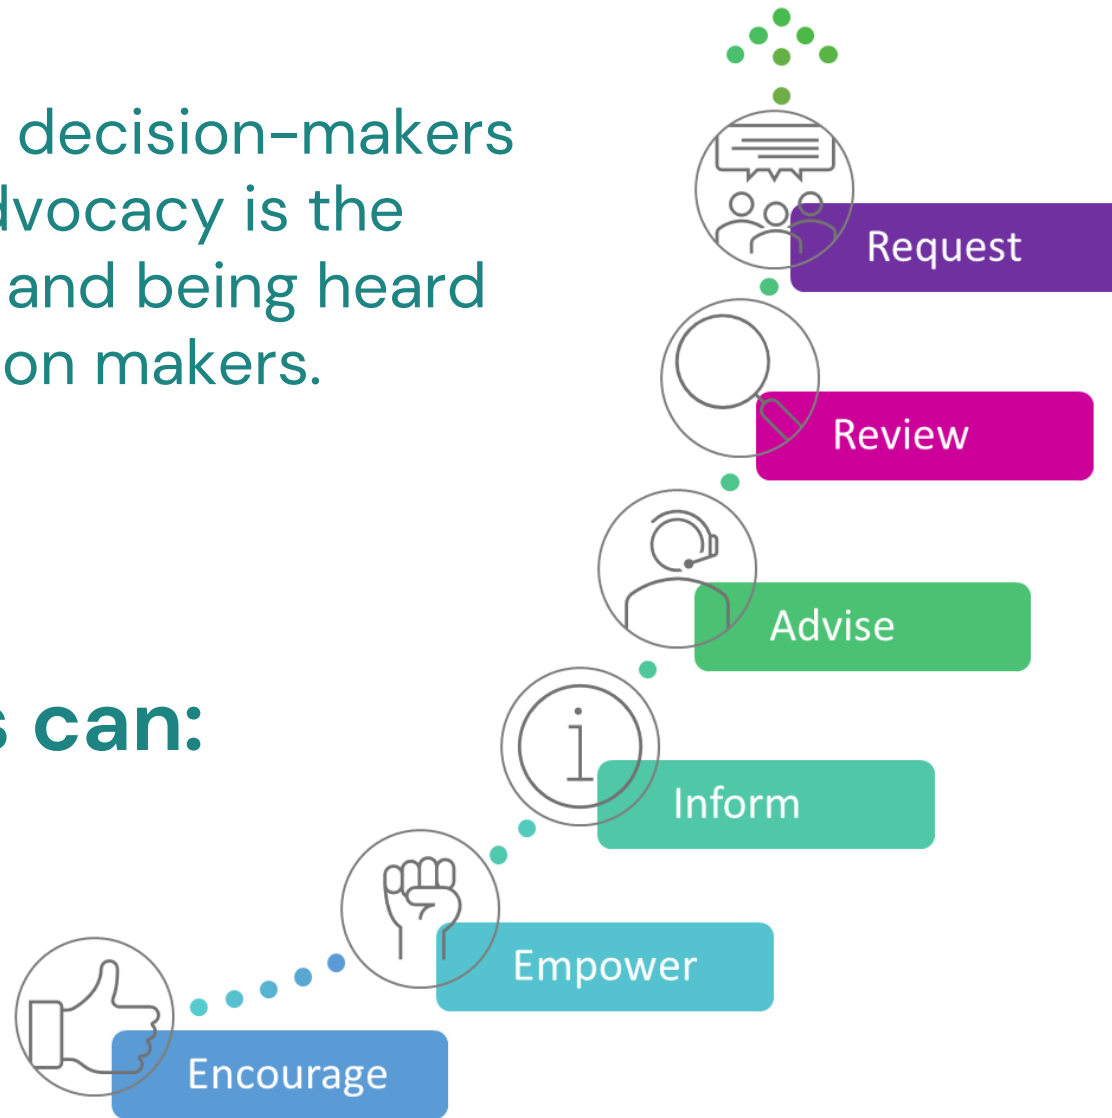 decision-makers
dvocacy is the
and being heard
on makers.
s can:
Request
Review
Advise
i
Inform
Empower
Encourage